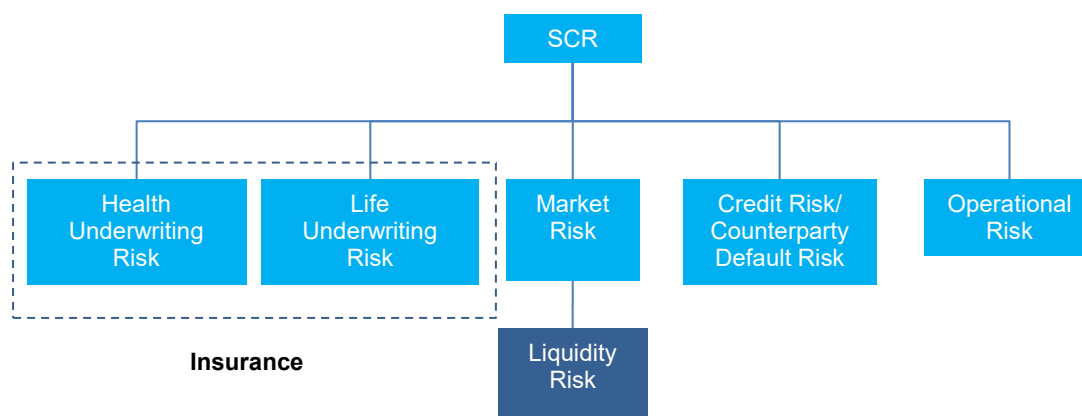 SCR
Health
Underwriting
Risk
Life
Underwriting
Risk
Market
Risk
Credit Risk/
Counterparty
Default Risk
Operational
Risk
Insurance
Liquidity
Risk